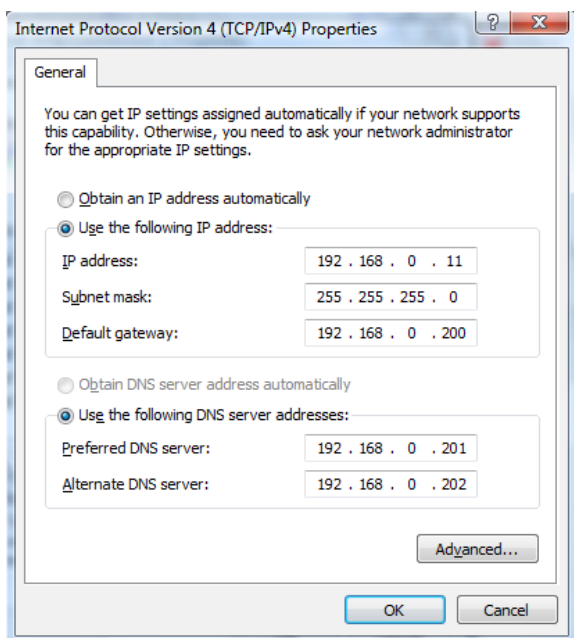 Internet Protocol Version 4 (TCP/IPv4) Properties
? X
General
You can get IP settings assigned automatically if your network supports
this capability. Otherwise, you need to ask your network administrator
for the appropriate IP settings.
Obtain an IP address automatically
Use the following IP address:
IP address: 192 . 168 . 0 . 11
Subnet mask: 255 . 255 . 255 . 0
Default gateway: 192 . 168 . 0 . 200
Obtain DNS server address automatically
Use the following DNS server addresses:
Preferred DNS server: 192 . 168 . 0 . 201
Alternate DNS server: 192 . 168 . 0 . 202
Advanced...
OK Cancel